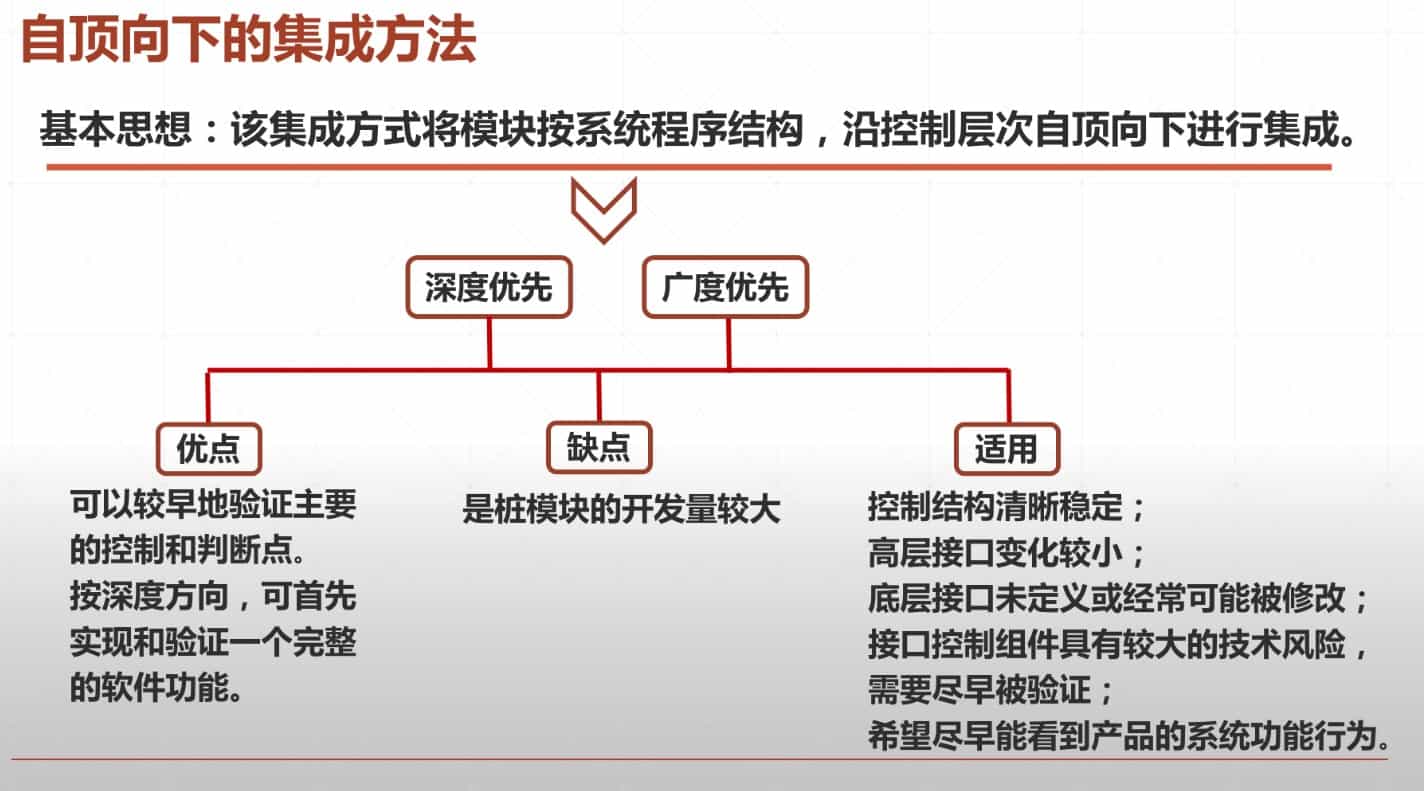 自顶向下的集成方法
基本思想：该集成方式将模块按系统程序结构，沿控制层次自顶向下进行集成。
深度优先
广度优先
优点
可以较早地验证主要
的控制和判断点。
按深度方向，可首先
实现和验证一个完整
的软件功能。
缺点
是桩模块的开发量较大
适用
控制结构清晰稳定；
高层接口变化较小；
底层接口未定义或经常可能被修改；
接口控制组件具有较大的技术风险，
需要尽早被验证；
希望尽早能看到产品的系统功能行为。